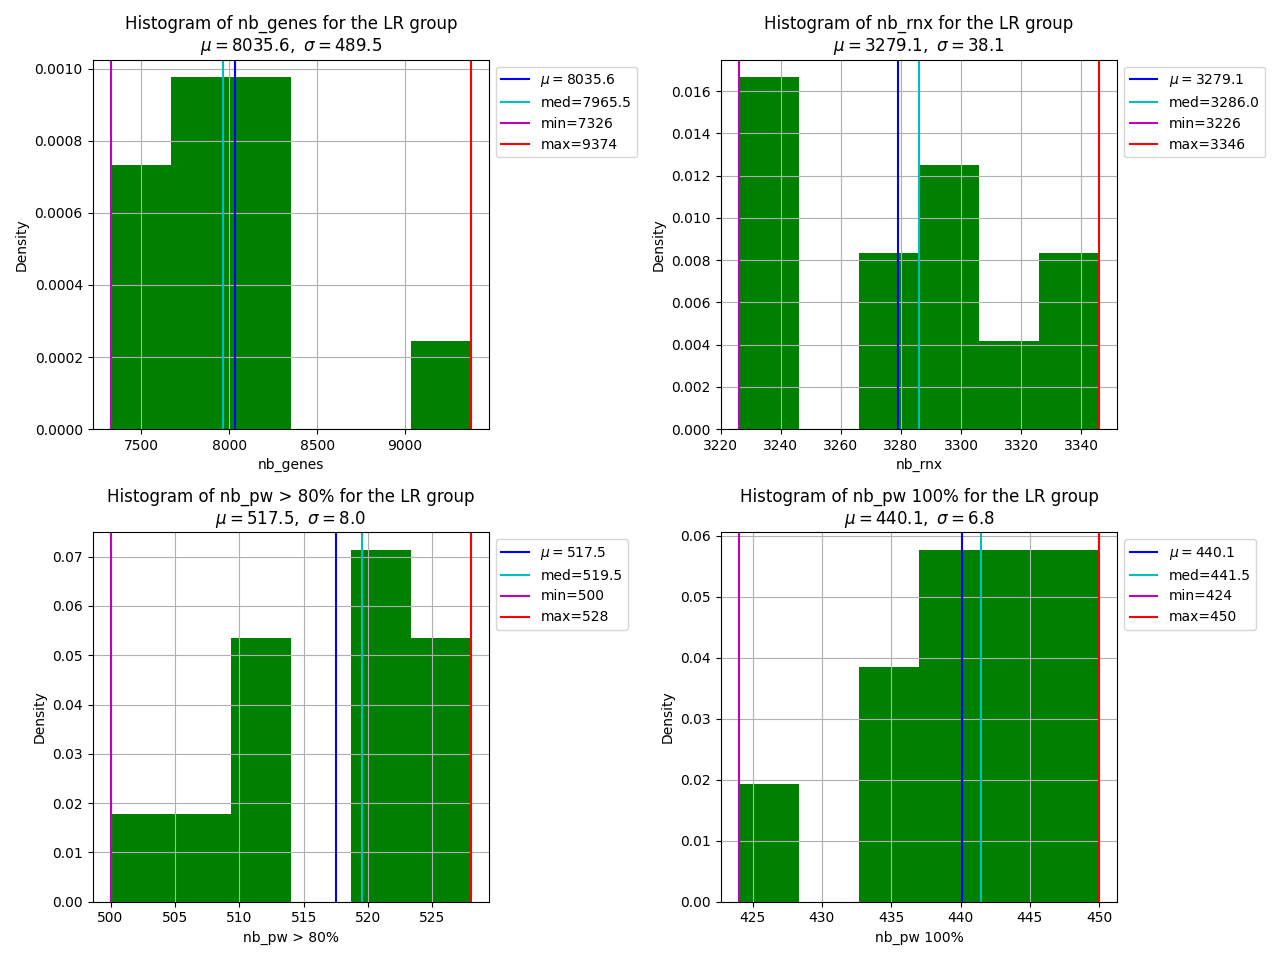 Histogram of nb_genes for the LR group
μ = 8035.6, σ = 489.5
0.0010
0.0008
0.0006
0.0004
0.0002
0.0000
Density
7500 8000 8500 9000
nb_genes
μ = 8035.6
med=7965.5
min=7326
max=9374
Histogram of nb_rnx for the LR group
μ = 3279.1, σ = 38.1
0.016
0.014
0.012
0.010
0.008
0.006
0.004
0.002
0.000
Density
3220 3240 3260 3280 3300 3320 3340
nb_rnx
μ = 3279.1
med=3286.0
min=3226
max=3346
Histogram of nb_pw > 80% for the LR group
μ = 517.5, σ = 8.0
0.07
0.06
0.05
0.04
0.03
0.02
0.01
0.00
Density
500 505 510 515 520 525
nb_pw > 80%
μ = 517.5
med=519.5
min=500
max=528
Histogram of nb_pw 100% for the LR group
μ = 440.1, σ = 6.8
0.06
0.05
0.04
0.03
0.02
0.01
0.00
Density
425 430 435 440 445 450
nb_pw 100%
μ = 440.1
med=441.5
min=424
max=450